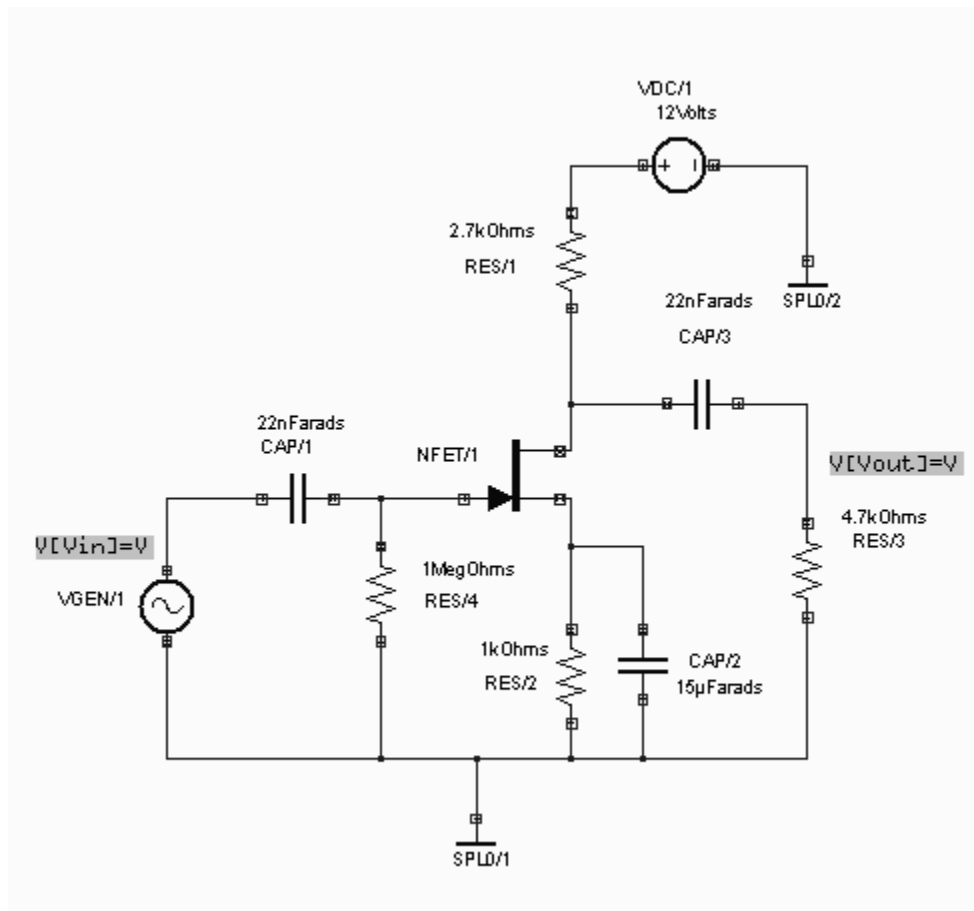 VDC/1
12Volts
2.7kOhms
RES/1
SPL0/2
22nFarads
CAP/3
22nFarads
CAP/1
NFET/1
V[Vout]=V
4.7kOhms
RES/3
V[Vin]=V
VGEN/1
1MegOhms
RES/4
1kOhms
RES/2
CAP/2
15µFarads
SPL0/1